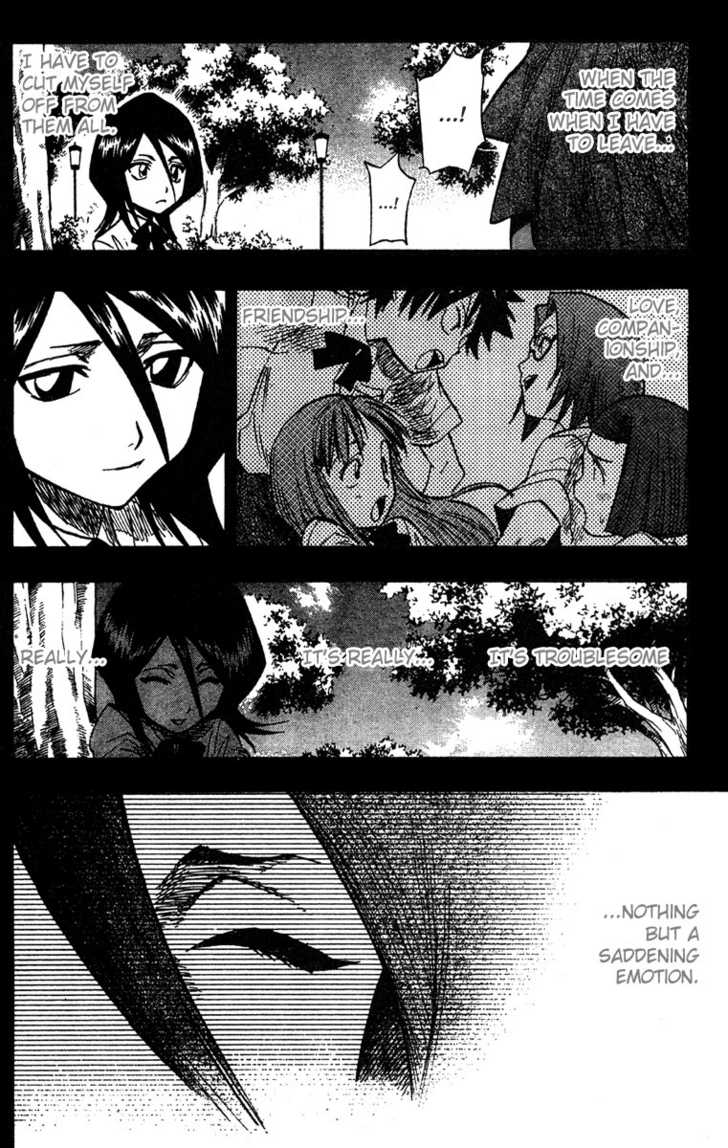 WHEN THE
TIME COMES
WHEN I HAVE
TO LEAVE...
...!
...!
I HAVE TO
CUT MYSELF
OFF FROM
THEM ALL.
LOVE,
COMPAN-
IONSHIP,
AND...
FRIENDSHIP...
REALLY...
IT'S REALLY...
IT'S TROUBLESOME
...NOTHING
BUT A
SADDENING
EMOTION.